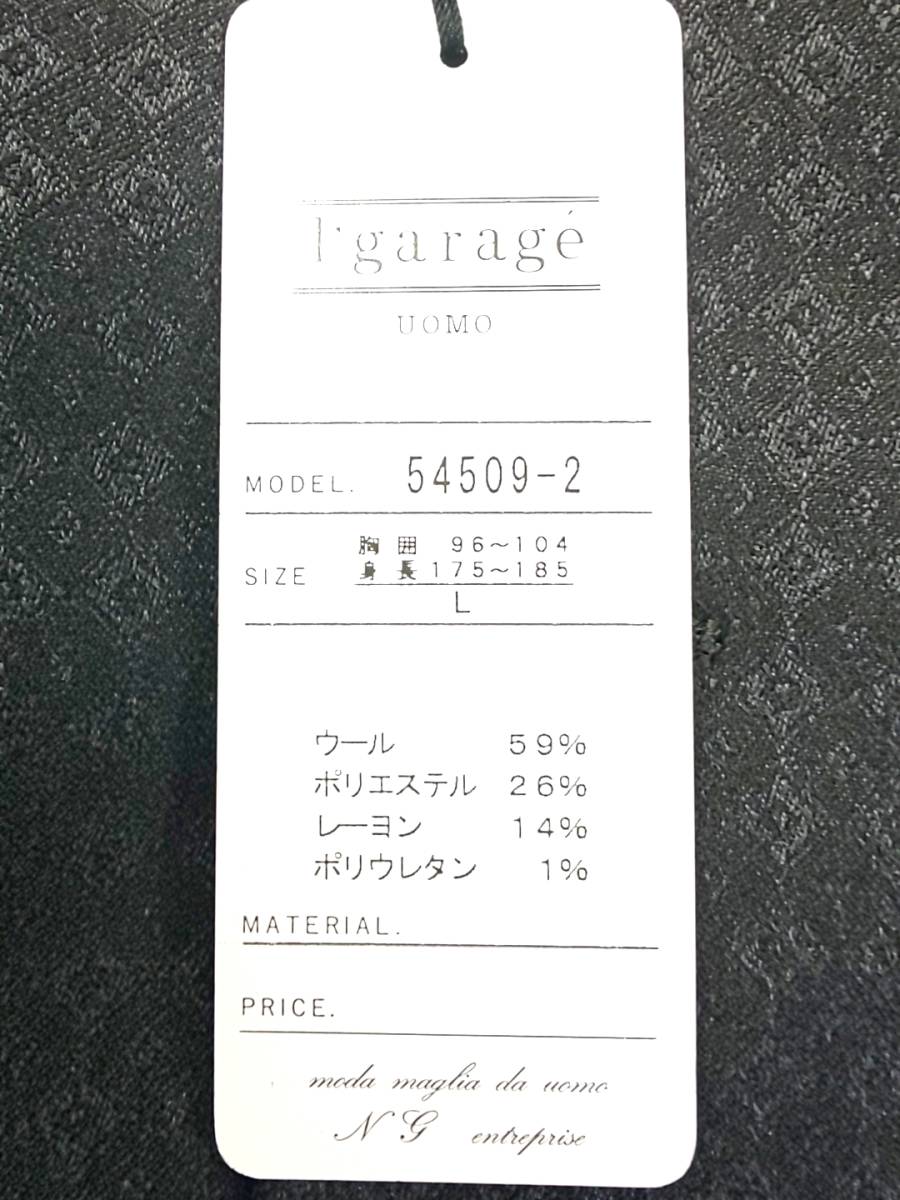 l'garagé
UOMO
MODEL. 54509-2
胸囲 96~104
SIZE 身長 175~185
L
ウール 59%
ポリエステル 26%
レーヨン 14%
ポリウレタン 1%
MATERIAL.
PRICE.
moda maglia da uomo
NG entreprise